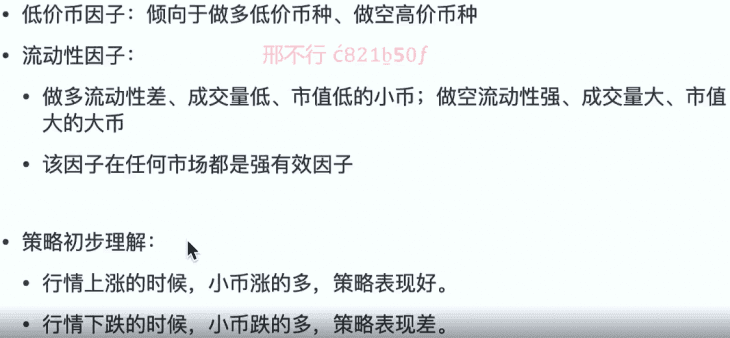 • 低价币因子：倾向于做多低价币种、做空高价币种
• 流动性因子：
邢不行 ć821b50ƒ
• 做多流动性差、成交量低、市值低的小币；做空流动性强、成交量大、市值
大的大币
• 该因子在任何市场都是强有效因子
• 策略初步理解：
• 行情上涨的时候，小币涨的多，策略表现好。
• 行情下跌的时候，小币跌的多，策略表现差。